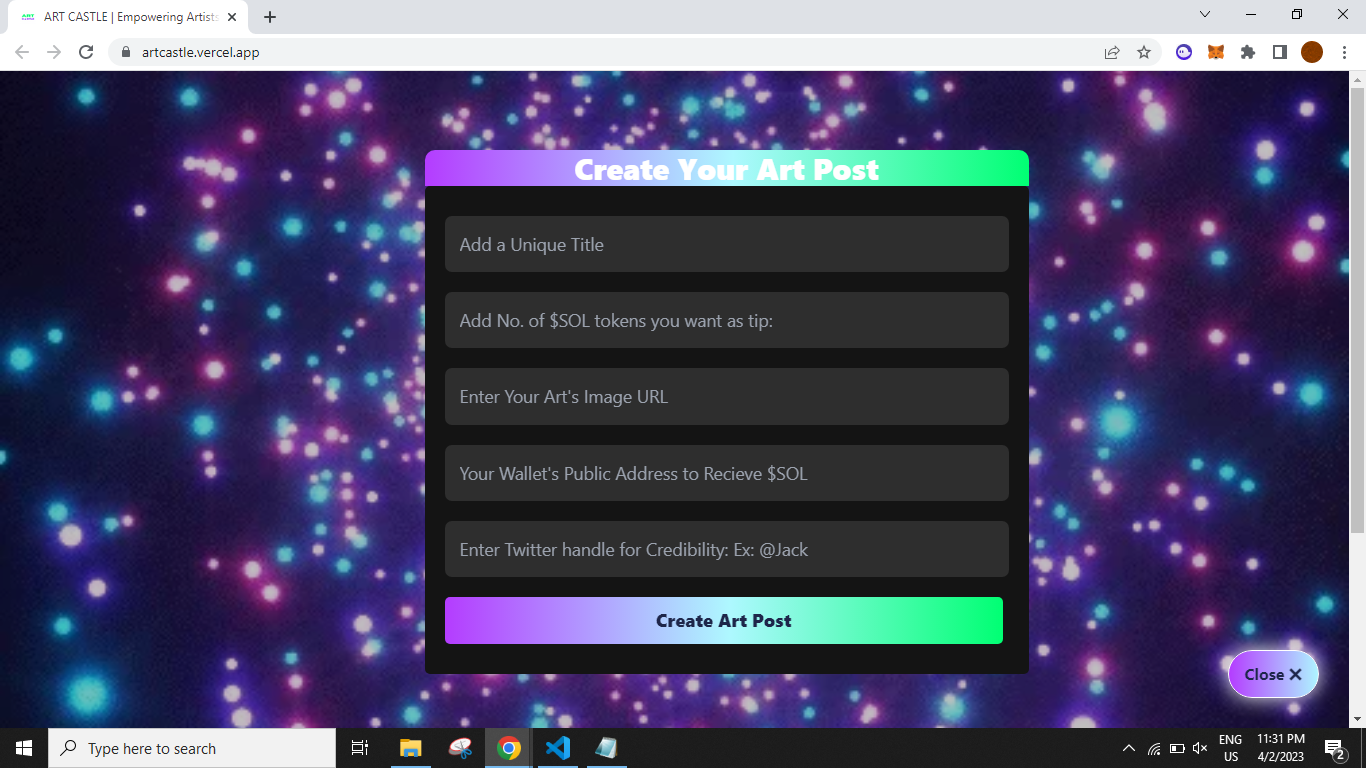 ART CASTLE | Empowering Artists
artcastle.vercel.app
Create Your Art Post
Add a Unique Title
Add No. of $SOL tokens you want as tip:
Enter Your Art's Image URL
Your Wallet's Public Address to Recieve $SOL
Enter Twitter handle for Credibility: Ex: @Jack
Create Art Post
Close ✕
Type here to search
ENG
US
11:31 PM
4/2/2023
2